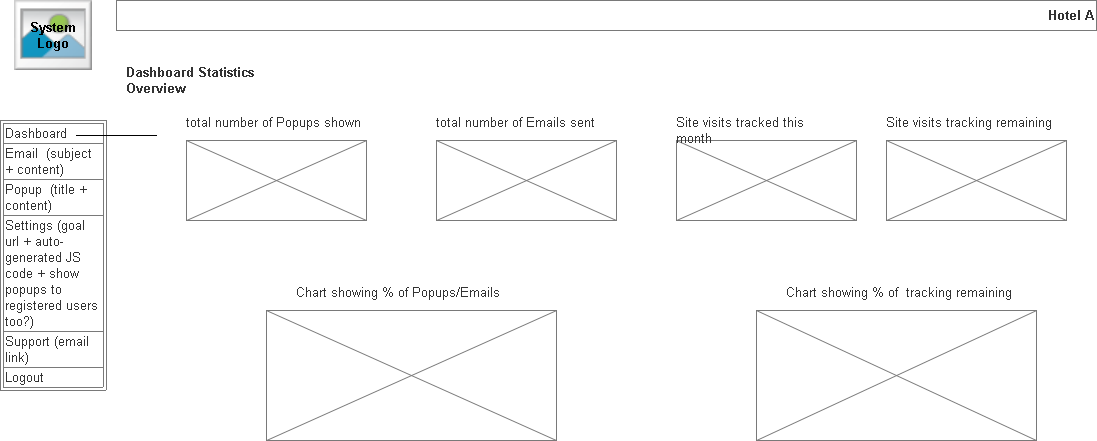 System
Logo
Hotel A
Dashboard Statistics
Overview
Dashboard
Email (subject
+ content)
Popup (title +
content)
Settings (goal
url + auto-
generated JS
code + show
popups to
registered users
too?)
Support (email
link)
Logout
total number of Popups shown
total number of Emails sent
Site visits tracked this
month
Site visits tracking remaining
Chart showing % of Popups/Emails
Chart showing % of tracking remaining